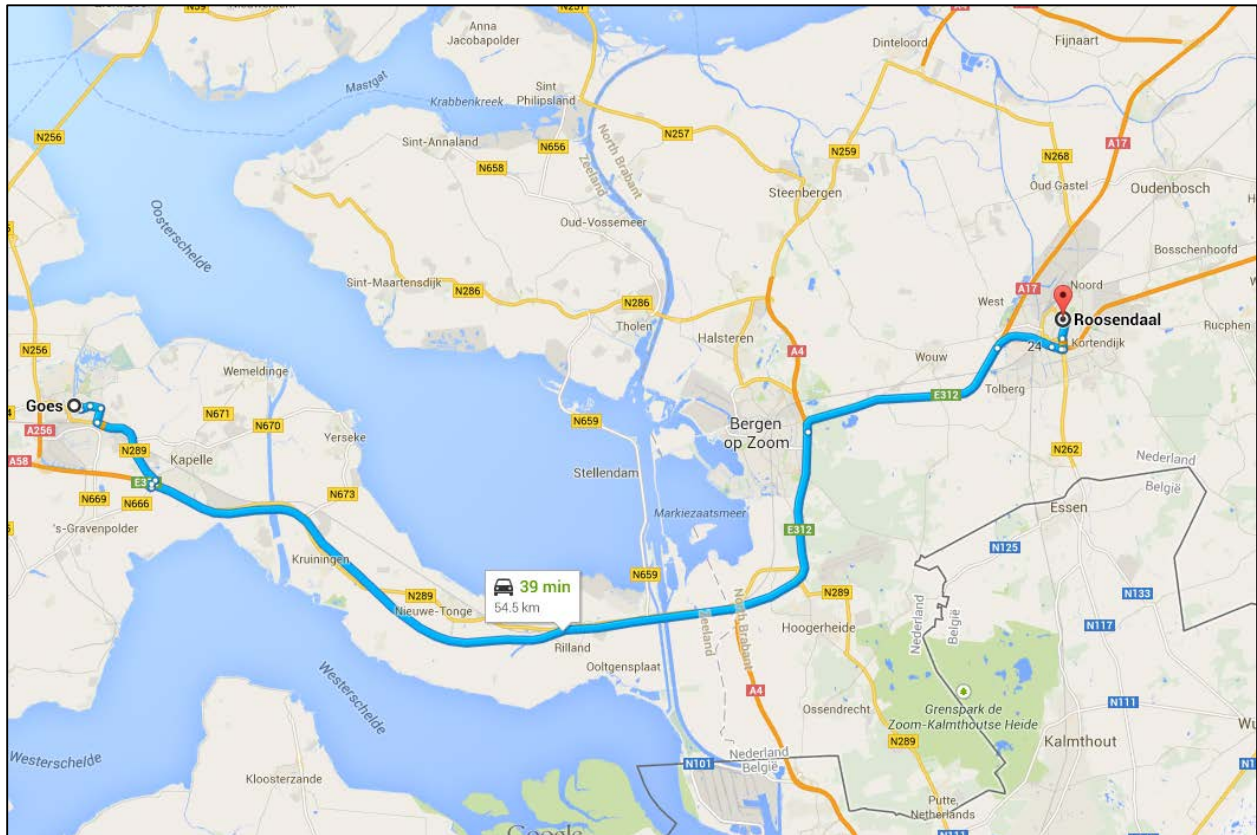 N257
N59
A4
Anna
Jacobapolder
Dinteloord
Fijnaart
Mastgat
Krabbenkreek
Sint
Philipsland
N256
Sint-Annaland
N656
North Brabant
Zeeland
N257
N259
A17
N658
N268
Steenbergen
Oud Gastel
Oudenbosch
Oosterschelde
Oud-Vossemeer
Bosschenhoofd
Sint-Maartensdijk
N286
N286
A17
Noord
West
Tholen
Roosendaal
Halsteren
Rucphen
N256
A4
24
Kortendijk
Wouw
Wemeldinge
Tolberg
E312
Goes
N671
N659
Bergen
op Zoom
A256
N670
Yerseke
N289
N262
Nederland
België
A58
Kapelle
Stellendam
N669
N666
N673
Markiezaatsmeer
Essen
's-Gravenpolder
E312
N125
Kruiningen
39 min
54.5 km
N659
N289
N289
N133
Nieuwe-Tonge
Zeeland
North Brabant
Hoogerheide
Nederland
België
N117
Rilland
Ooltgensplaat
Westerschelde
A4
Grenspark de
Zoom-Kalmthoutse Heide
N111
Ossendrecht
Kalmthout
N289
Westerschelde
Nederland
België
N101
Kloosterzande
Putte,
Netherlands
N111
Google